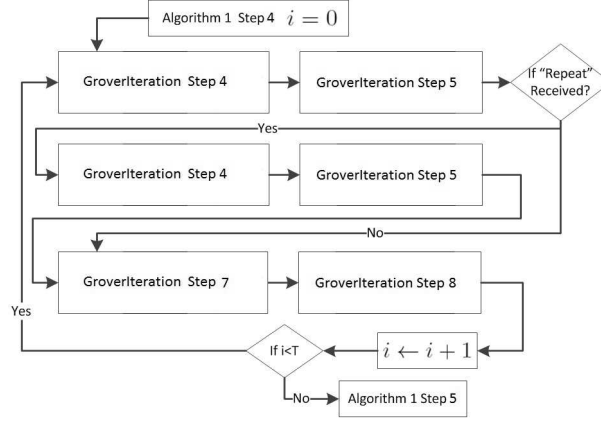 Algorithm 1 Step 4 i = 0
GroverIteration Step 4
GroverIteration Step 5
If “Repeat”
Received?
Yes
GroverIteration Step 4
GroverIteration Step 5
No
GroverIteration Step 7
GroverIteration Step 8
Yes
If i<T
i ← i + 1
No
Algorithm 1 Step 5